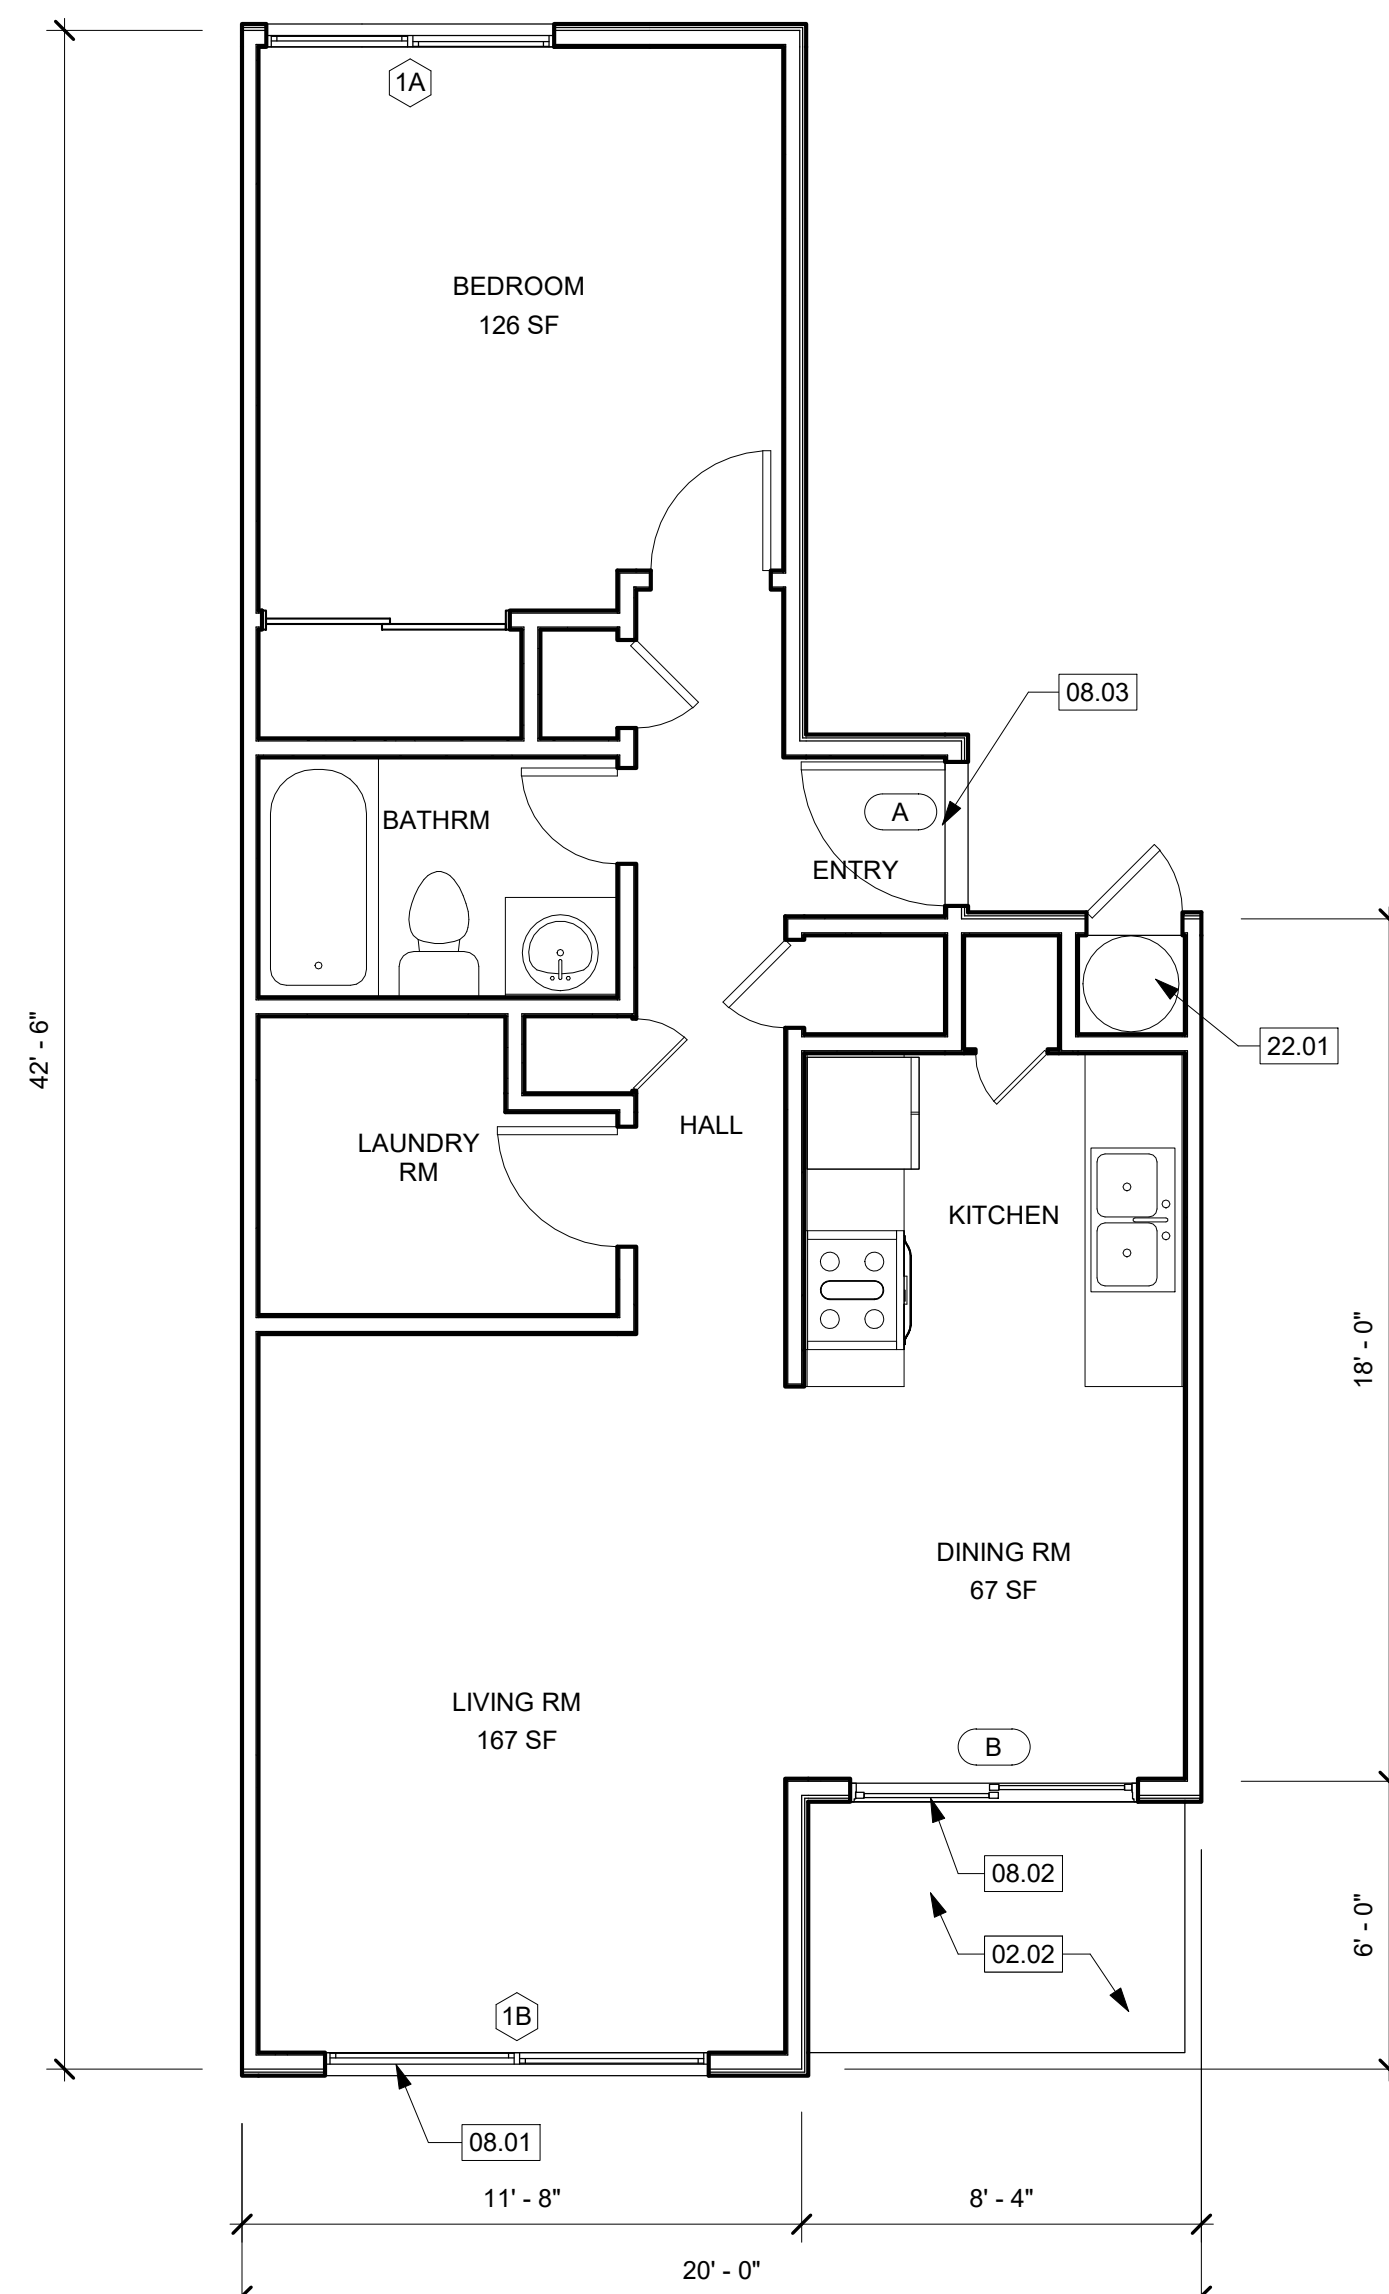 1A
BEDROOM
126 SF
08.03
A
BATHRM
ENTRY
42' - 6"
22.01
HALL
LAUNDRY
RM
KITCHEN
18' - 0"
DINING RM
67 SF
LIVING RM
167 SF
B
08.02
6' - 0"
02.02
1B
08.01
11' - 8"
8' - 4"
20' - 0"